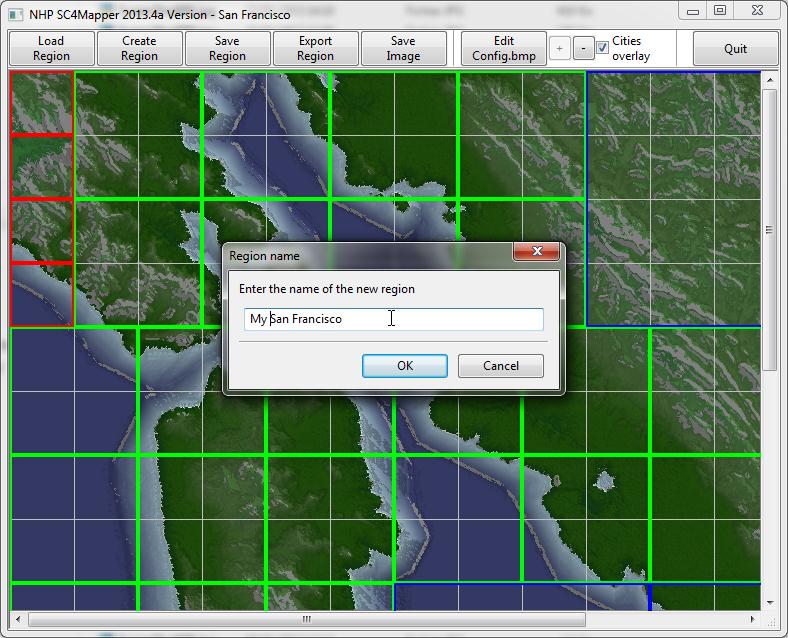 NHP SC4Mapper 2013.4a Version - San Francisco
Load Region
Create Region
Save Region
Export Region
Save Image
Edit Config.bmp
+
-
Cities overlay
Quit
Region name
Enter the name of the new region
My San Francisco
OK
Cancel